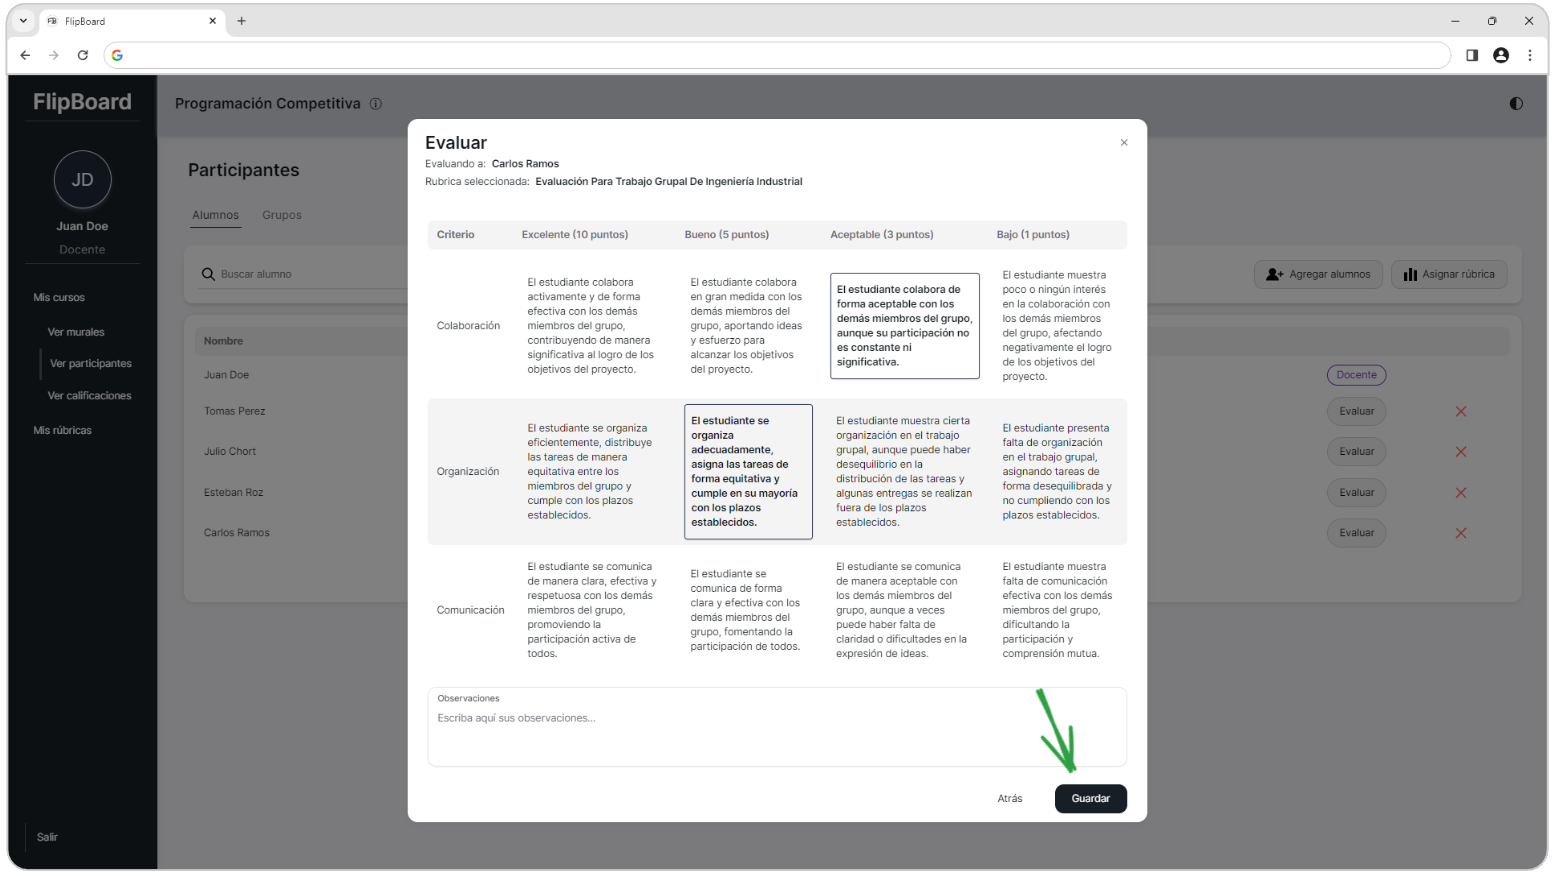 FlipBoard
FlipBoard
Programación Competitiva
JD
Juan Doe
Docente
Mis cursos
Ver murales
Ver participantes
Ver calificaciones
Mis rúbricas
Salir
Participantes
Alumnos
Grupos
Buscar alumno
Agregar alumnos
Asignar rúbrica
Nombre
Juan Doe
Docente
Tomas Perez
Evaluar
Julio Chort
Evaluar
Esteban Roz
Evaluar
Carlos Ramos
Evaluar
Evaluar
Evaluando a: Carlos Ramos
Rubrica seleccionada: Evaluación Para Trabajo Grupal De Ingeniería Industrial
Criterio
Excelente (10 puntos)
Bueno (5 puntos)
Aceptable (3 puntos)
Bajo (1 puntos)
Colaboración
El estudiante colabora
activamente y de forma
efectiva con los demás
miembros del grupo,
contribuyendo de manera
significativa al logro de los
objetivos del proyecto.
El estudiante colabora
en gran medida con los
demás miembros del
grupo, aportando ideas
y esfuerzo para
alcanzar los objetivos
del proyecto.
El estudiante colabora de
forma aceptable con los
demás miembros del grupo,
aunque su participación no
es constante ni
significativa.
El estudiante muestra
poco o ningún interés
en la colaboración con
los demás miembros
del grupo, afectando
negativamente el logro
de los objetivos del
proyecto.
Organización
El estudiante se organiza
eficientemente, distribuye
las tareas de manera
equitativa entre los
miembros del grupo y
cumple con los plazos
establecidos.
El estudiante se
organiza
adecuadamente,
asigna las tareas de
forma equitativa y
cumple en su mayoría
con los plazos
establecidos.
El estudiante muestra cierta
organización en el trabajo
grupal, aunque puede haber
desequilibrio en la
distribución de las tareas y
algunas entregas se realizan
fuera de los plazos
establecidos.
El estudiante presenta
falta de organización
en el trabajo grupal,
asignando tareas de
forma desequilibrada y
no cumpliendo con los
plazos establecidos.
Comunicación
El estudiante se comunica
de manera clara, efectiva y
respetuosa con los demás
miembros del grupo,
promoviendo la
participación activa de
todos.
El estudiante se
comunica de forma
clara y efectiva con los
demás miembros del
grupo, fomentando la
participación de todos.
El estudiante se comunica
de manera aceptable con
los demás miembros del
grupo, aunque a veces
puede haber falta de
claridad o dificultades en la
expresión de ideas.
El estudiante muestra
falta de comunicación
efectiva con los demás
miembros del grupo,
dificultando la
participación y
comprensión mutua.
Observaciones
Escriba aquí sus observaciones...
Atrás
Guardar